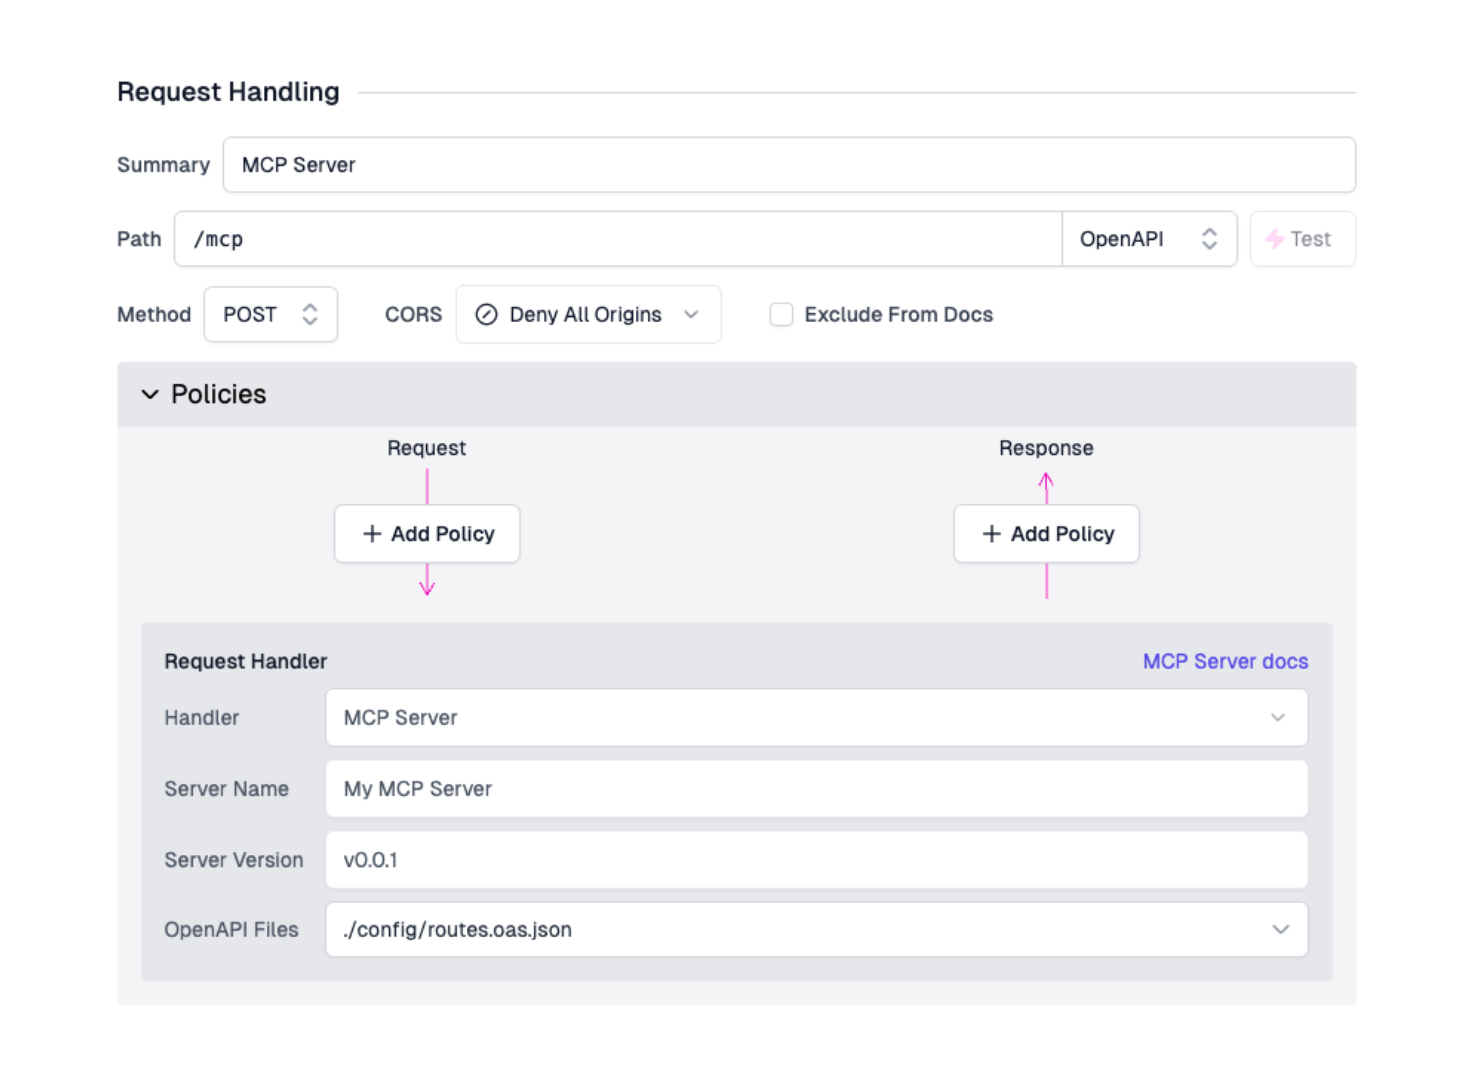 Request Handling
Summary MCP Server
Path /mcp OpenAPI Test
Method POST CORS Deny All Origins Exclude From Docs
Policies
Request Response
+ Add Policy + Add Policy
Request Handler MCP Server docs
Handler MCP Server
Server Name My MCP Server
Server Version v0.0.1
OpenAPI Files ./config/routes.oas.json